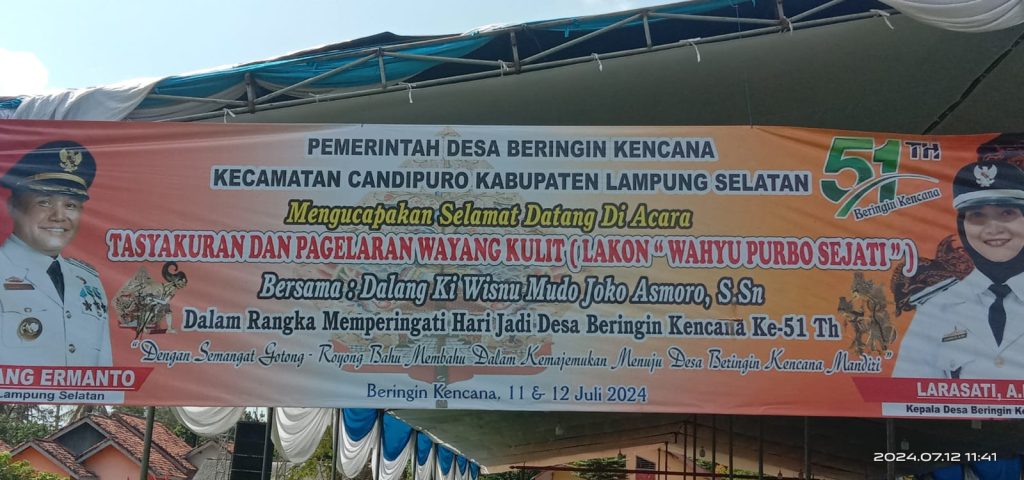 PEMERINTAH DESA BERINGIN KENCANA
KECAMATAN CANDIPURO KABUPATEN LAMPUNG SELATAN
51 TH
Beringin Kencana
Mengucapakan Selamat Datang Di Acara
TASYAKURAN DAN PAGELARAN WAYANG KULIT ( LAKON " WAHYU PURBO SEJATI " )
Bersama : Dalang Ki Wisnu Mudo Joko Asmoro, S.Sn
Dalam Rangka Memperingati Hari Jadi Desa Beringin Kencana Ke-51 Th
"Dengan Semangat Gotong - Royong Bahu Membahu Dalam Kemajemukan Menuju Desa Beringin Kencana Mandiri"
Beringin Kencana, 11 & 12 Juli 2024
ANG ERMANTO
Lampung Selatan
LARASATI, A.
Kepala Desa Beringin Ke
2024.07.12 11:41